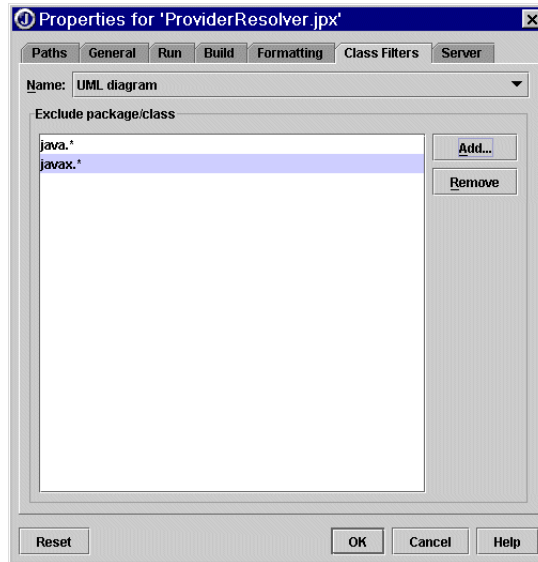 Properties for 'ProviderResolver.jpx'
Paths General Run Build Formatting Class Filters Server
Name: UML diagram
Exclude package/class
java.*
javax.*
Add...
Remove
Reset OK Cancel Help